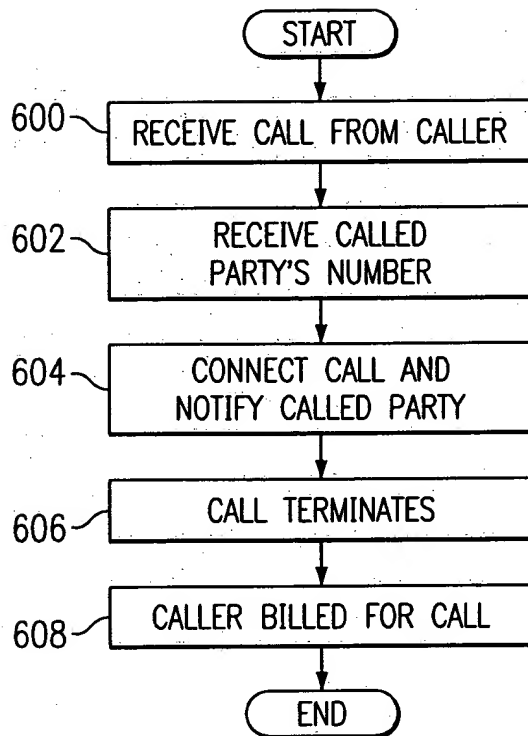 START
600
RECEIVE CALL FROM CALLER
602
RECEIVE CALLED
PARTY'S NUMBER
604
CONNECT CALL AND
NOTIFY CALLED PARTY
606
CALL TERMINATES
608
CALLER BILLED FOR CALL
END